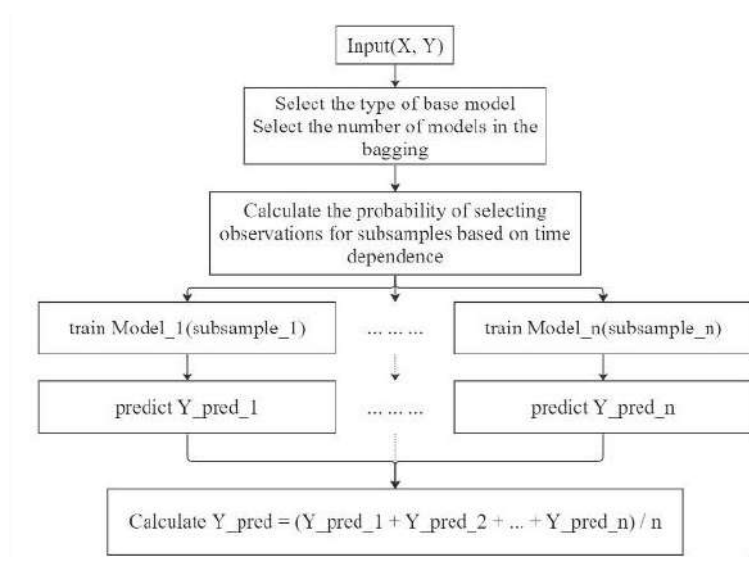 Input(X, Y)
Select the type of base model
Select the number of models in the
bagging
Calculate the probability of selecting
observations for subsamples based on time
dependence
train Model_1(subsample_1)
... ... ...
train Model_n(subsample_n)
predict Y_pred_1
... ... ...
predict Y_pred_n
Calculate Y_pred = (Y_pred_1 + Y_pred_2 + ... + Y_pred_n) / n